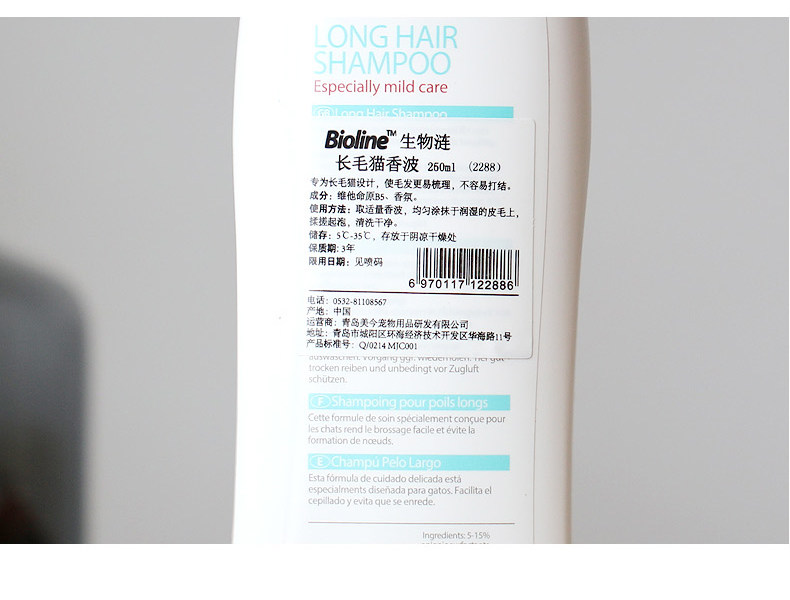 LONG HAIR
SHAMPOO
Especially mild care
GB Long Hair Shampoo
Bioline™ 生物涟
长毛猫香波 250ml (2288)
专为长毛猫设计，使毛发更易梳理，不容易打结。
成分：维他命原B5、香氛。
使用方法：取适量香波，均匀涂抹于润湿的皮毛上，
揉搓起泡，清洗干净。
储存：5℃-35℃，存放于阴凉干燥处
保质期：3年
限用日期：见喷码
6 970117 122886
电话：0532-81108567
产地：中国
运营商：青岛美今宠物用品研发有限公司
地址：青岛市城阳区环海经济技术开发区华海路11号
产品标准号：Q/0214 MJC001
auswaschen. Vorgang ggf. wiederholen. Tier gut
trocken reiben und unbedingt vor Zugluft
schützen.
F Shampoing pour poils longs
Cette formule de soin spécialement conçue pour
les chats rend le brossage facile et évite la
formation de nœuds.
E Champú Pelo Largo
Esta fórmula de cuidado delicada está
especialments diseñada para gatos. Facilita el
cepillado y evita que se enrede.
Ingredients: 5-15%